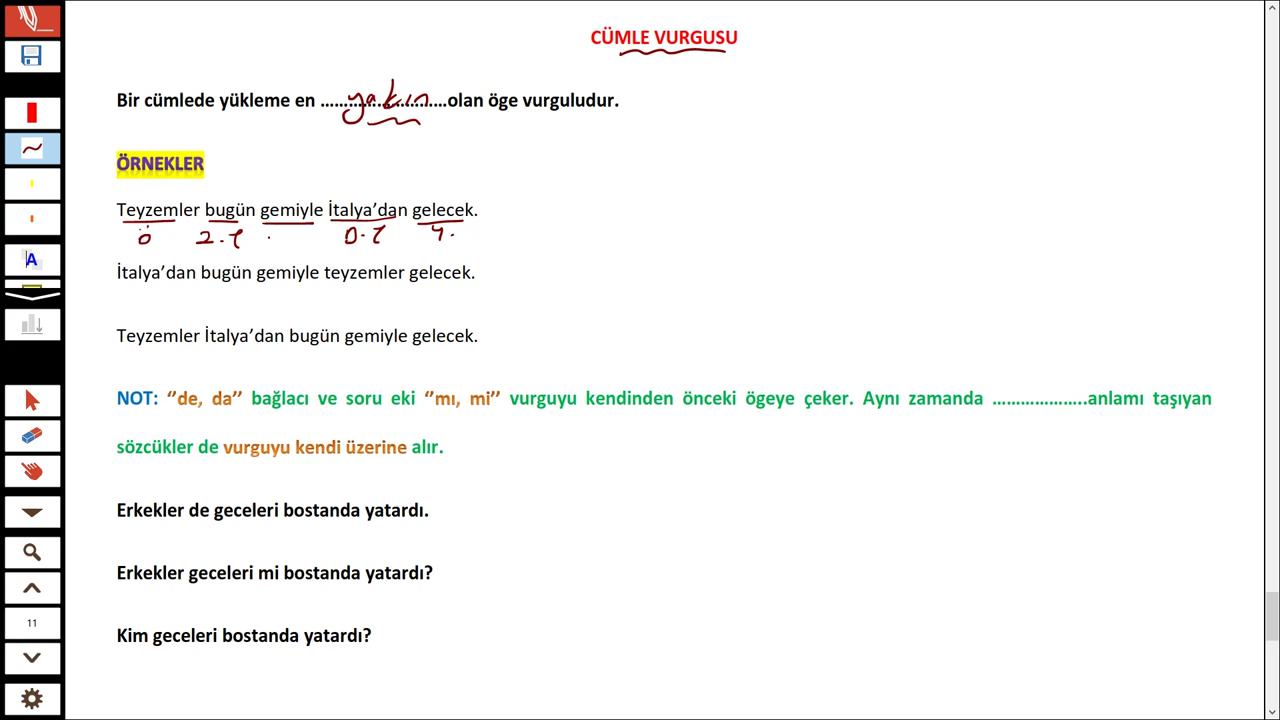 CÜMLE VURGUSU
Bir cümlede yükleme en ......yakın......olan öge vurguludur.
ÖRNEKLER
Teyzemler bugün gemiyle İtalya’dan gelecek.
Ö Z.T D.T Y.
İtalya’dan bugün gemiyle teyzemler gelecek.
Teyzemler İtalya’dan bugün gemiyle gelecek.
NOT: ‘‘de, da’’ bağlacı ve soru eki ‘‘mı, mi’’ vurguyu kendinden önceki ögeye çeker. Aynı zamanda ………………..anlamı taşıyan
sözcükler de vurguyu kendi üzerine alır.
Erkekler de geceleri bostanda yatardı.
Erkekler geceleri mi bostanda yatardı?
Kim geceleri bostanda yatardı?
A
11